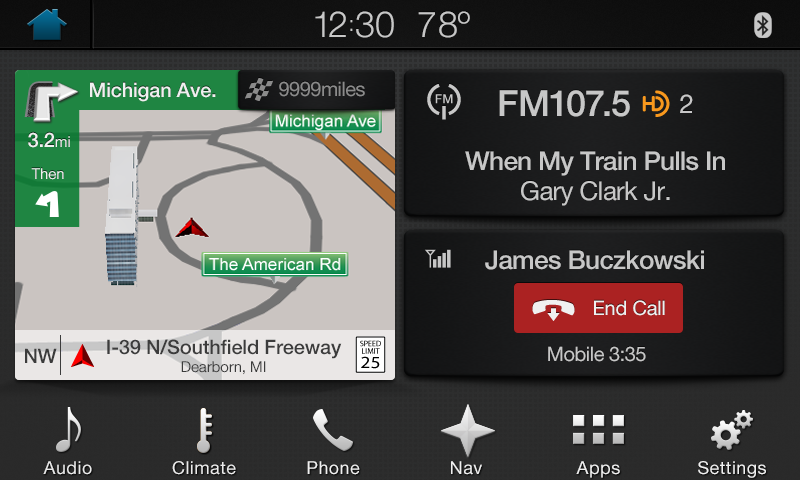 12:30 78°
Michigan Ave.
9999miles
3.2mi
Then
Michigan Ave
The American Rd
NW
I-39 N/Southfield Freeway
Dearborn, MI
SPEED
LIMIT
25
FM
FM107.5 HD 2
When My Train Pulls In
Gary Clark Jr.
James Buczkowski
End Call
Mobile 3:35
Audio Climate Phone Nav Apps Settings